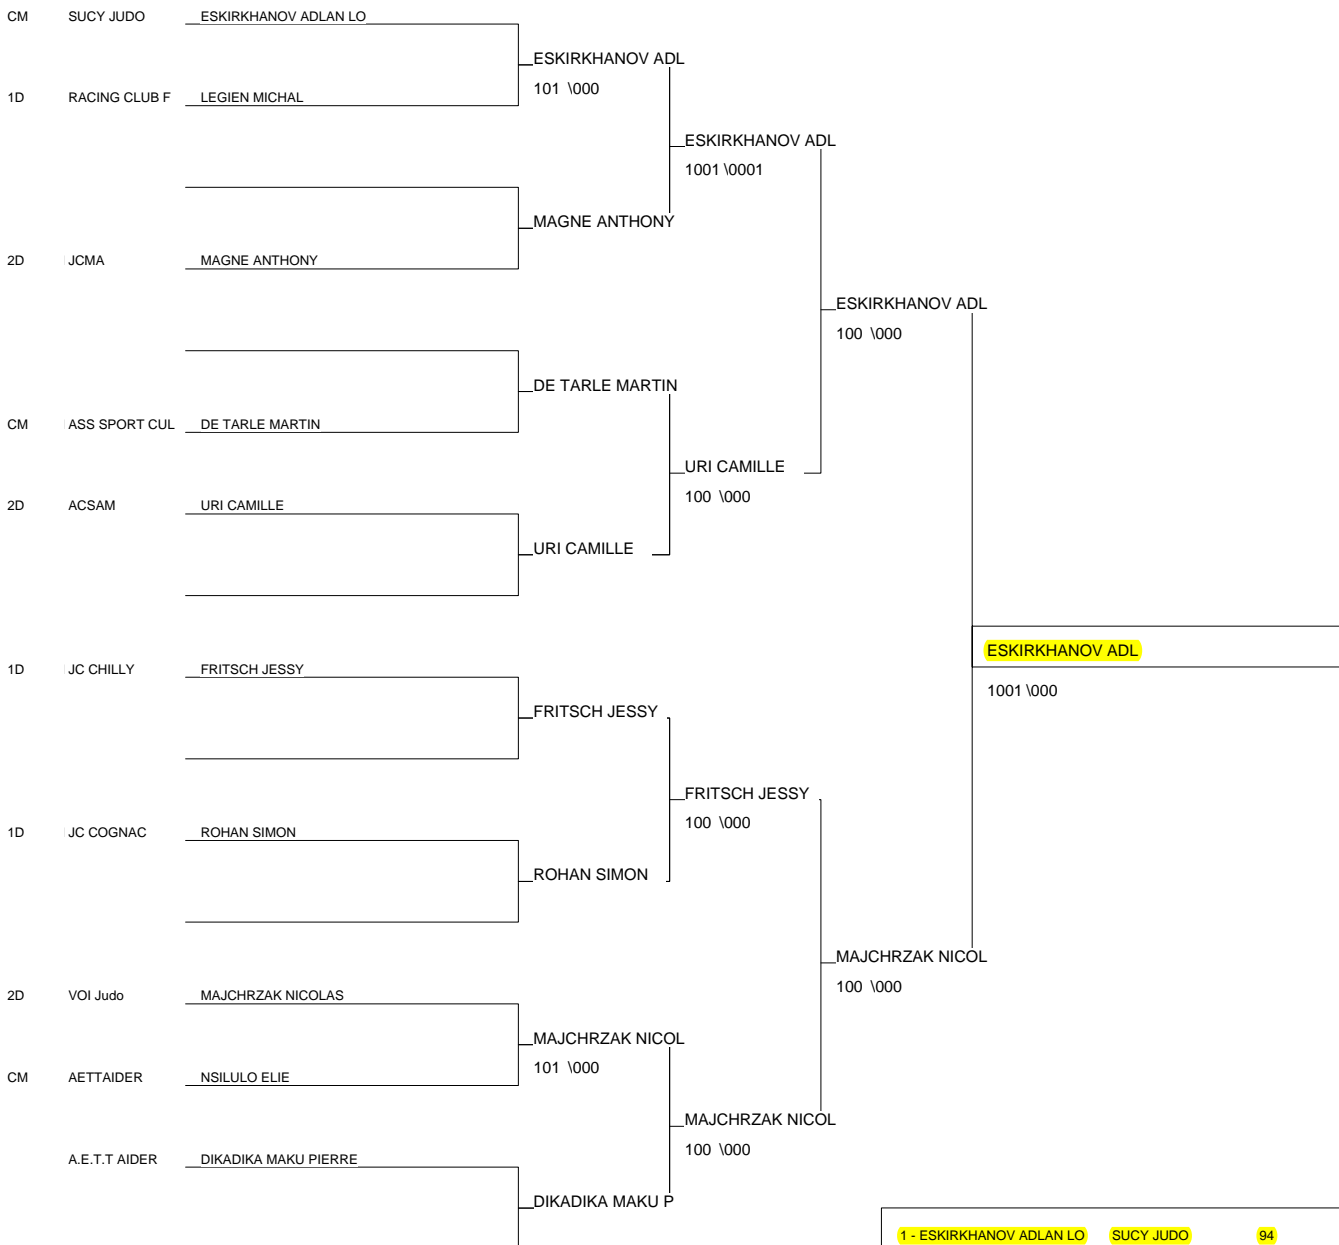 CM SUCY JUDO ESKIRKHANOV ADLAN LO
ESKIRKHANOV ADL
101 \000
1D RACING CLUB F LEGIEN MICHAL
ESKIRKHANOV ADL
1001 \0001
MAGNE ANTHONY
2D JCMA MAGNE ANTHONY
ESKIRKHANOV ADL
100 \000
DE TARLE MARTIN
CM ASS SPORT CUL DE TARLE MARTIN
URI CAMILLE
100 \000
2D ACSAM URI CAMILLE
URI CAMILLE
ESKIRKHANOV ADL
1001 \000
1D JC CHILLY FRITSCH JESSY
FRITSCH JESSY
FRITSCH JESSY
100 \000
1D JC COGNAC ROHAN SIMON
ROHAN SIMON
MAJCHRZAK NICOL
100 \000
2D VOI Judo MAJCHRZAK NICOLAS
MAJCHRZAK NICOL
101 \000
CM AETTAIDER NSILULO ELIE
MAJCHRZAK NICOL
100 \000
A.E.T.T AIDER DIKADIKA MAKU PIERRE
DIKADIKA MAKU P
1 - ESKIRKHANOV ADLAN LO SUCY JUDO 94